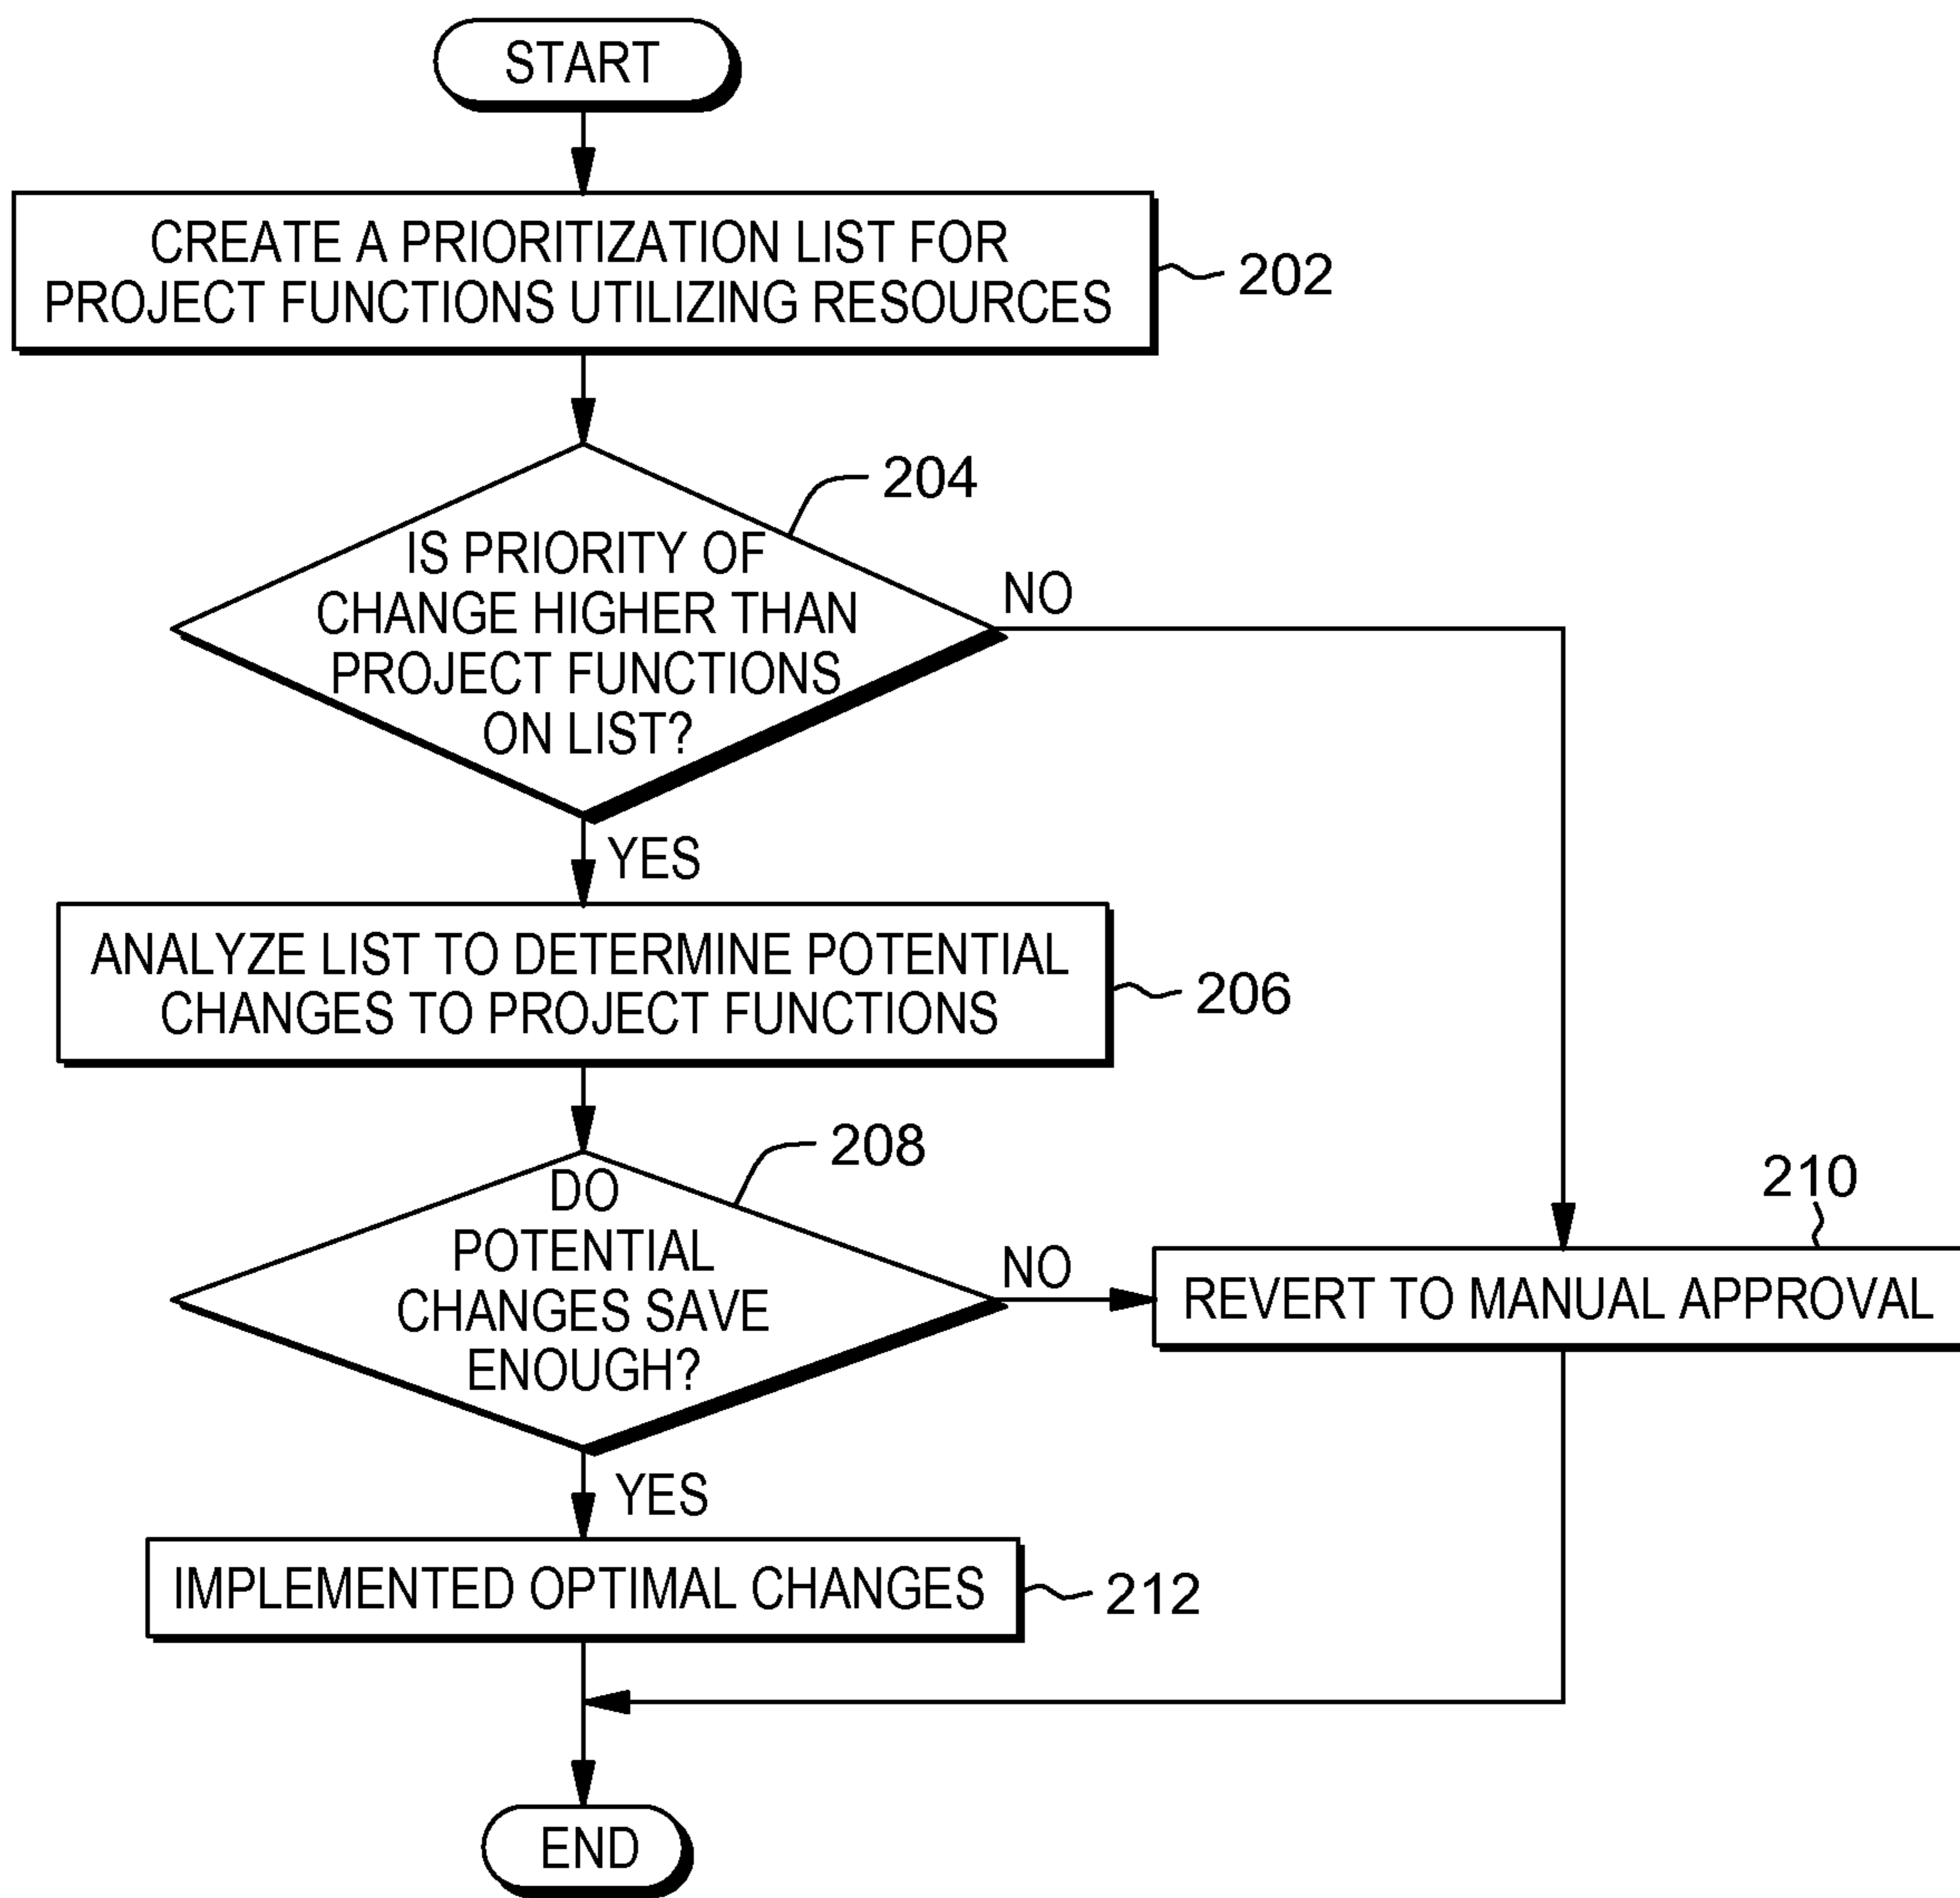 START
CREATE A PRIORITIZATION LIST FOR
PROJECT FUNCTIONS UTILIZING RESOURCES
202
204
IS PRIORITY OF
CHANGE HIGHER THAN
PROJECT FUNCTIONS
ON LIST?
NO
YES
ANALYZE LIST TO DETERMINE POTENTIAL
CHANGES TO PROJECT FUNCTIONS
206
208
DO
POTENTIAL
CHANGES SAVE
ENOUGH?
NO
210
REVERT TO MANUAL APPROVAL
YES
IMPLEMENTED OPTIMAL CHANGES
212
END